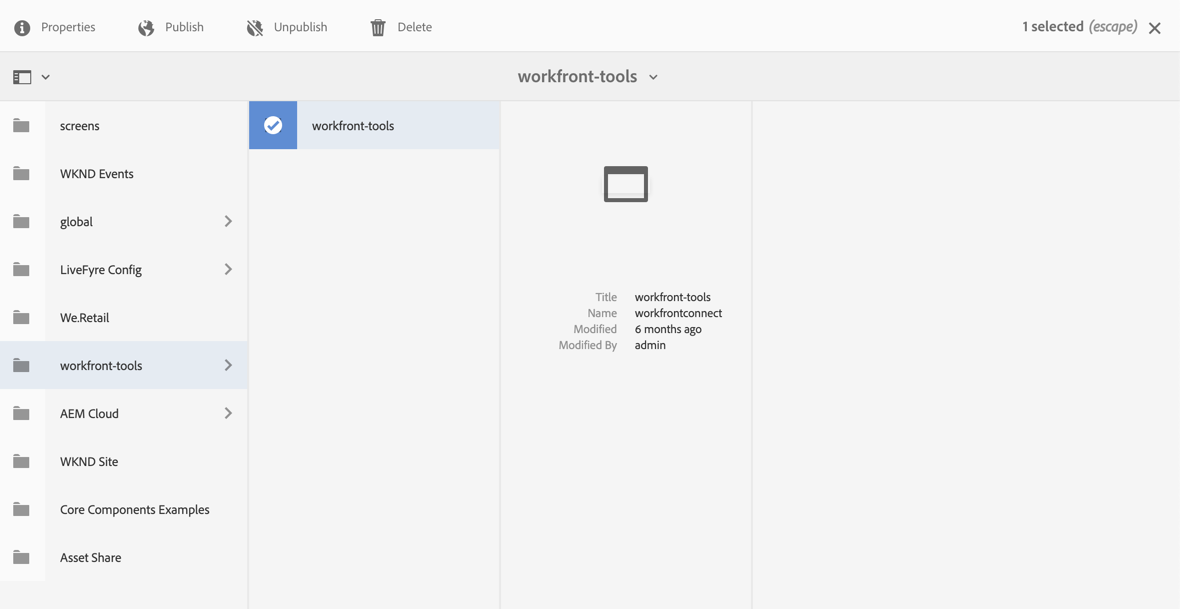 Properties
Publish
Unpublish
Delete
1 selected (escape)
workfront-tools
screens
WKND Events
global
LiveFyre Config
We.Retail
workfront-tools
AEM Cloud
WKND Site
Core Components Examples
Asset Share
workfront-tools
Title workfront-tools
Name workfrontconnect
Modified 6 months ago
Modified By admin